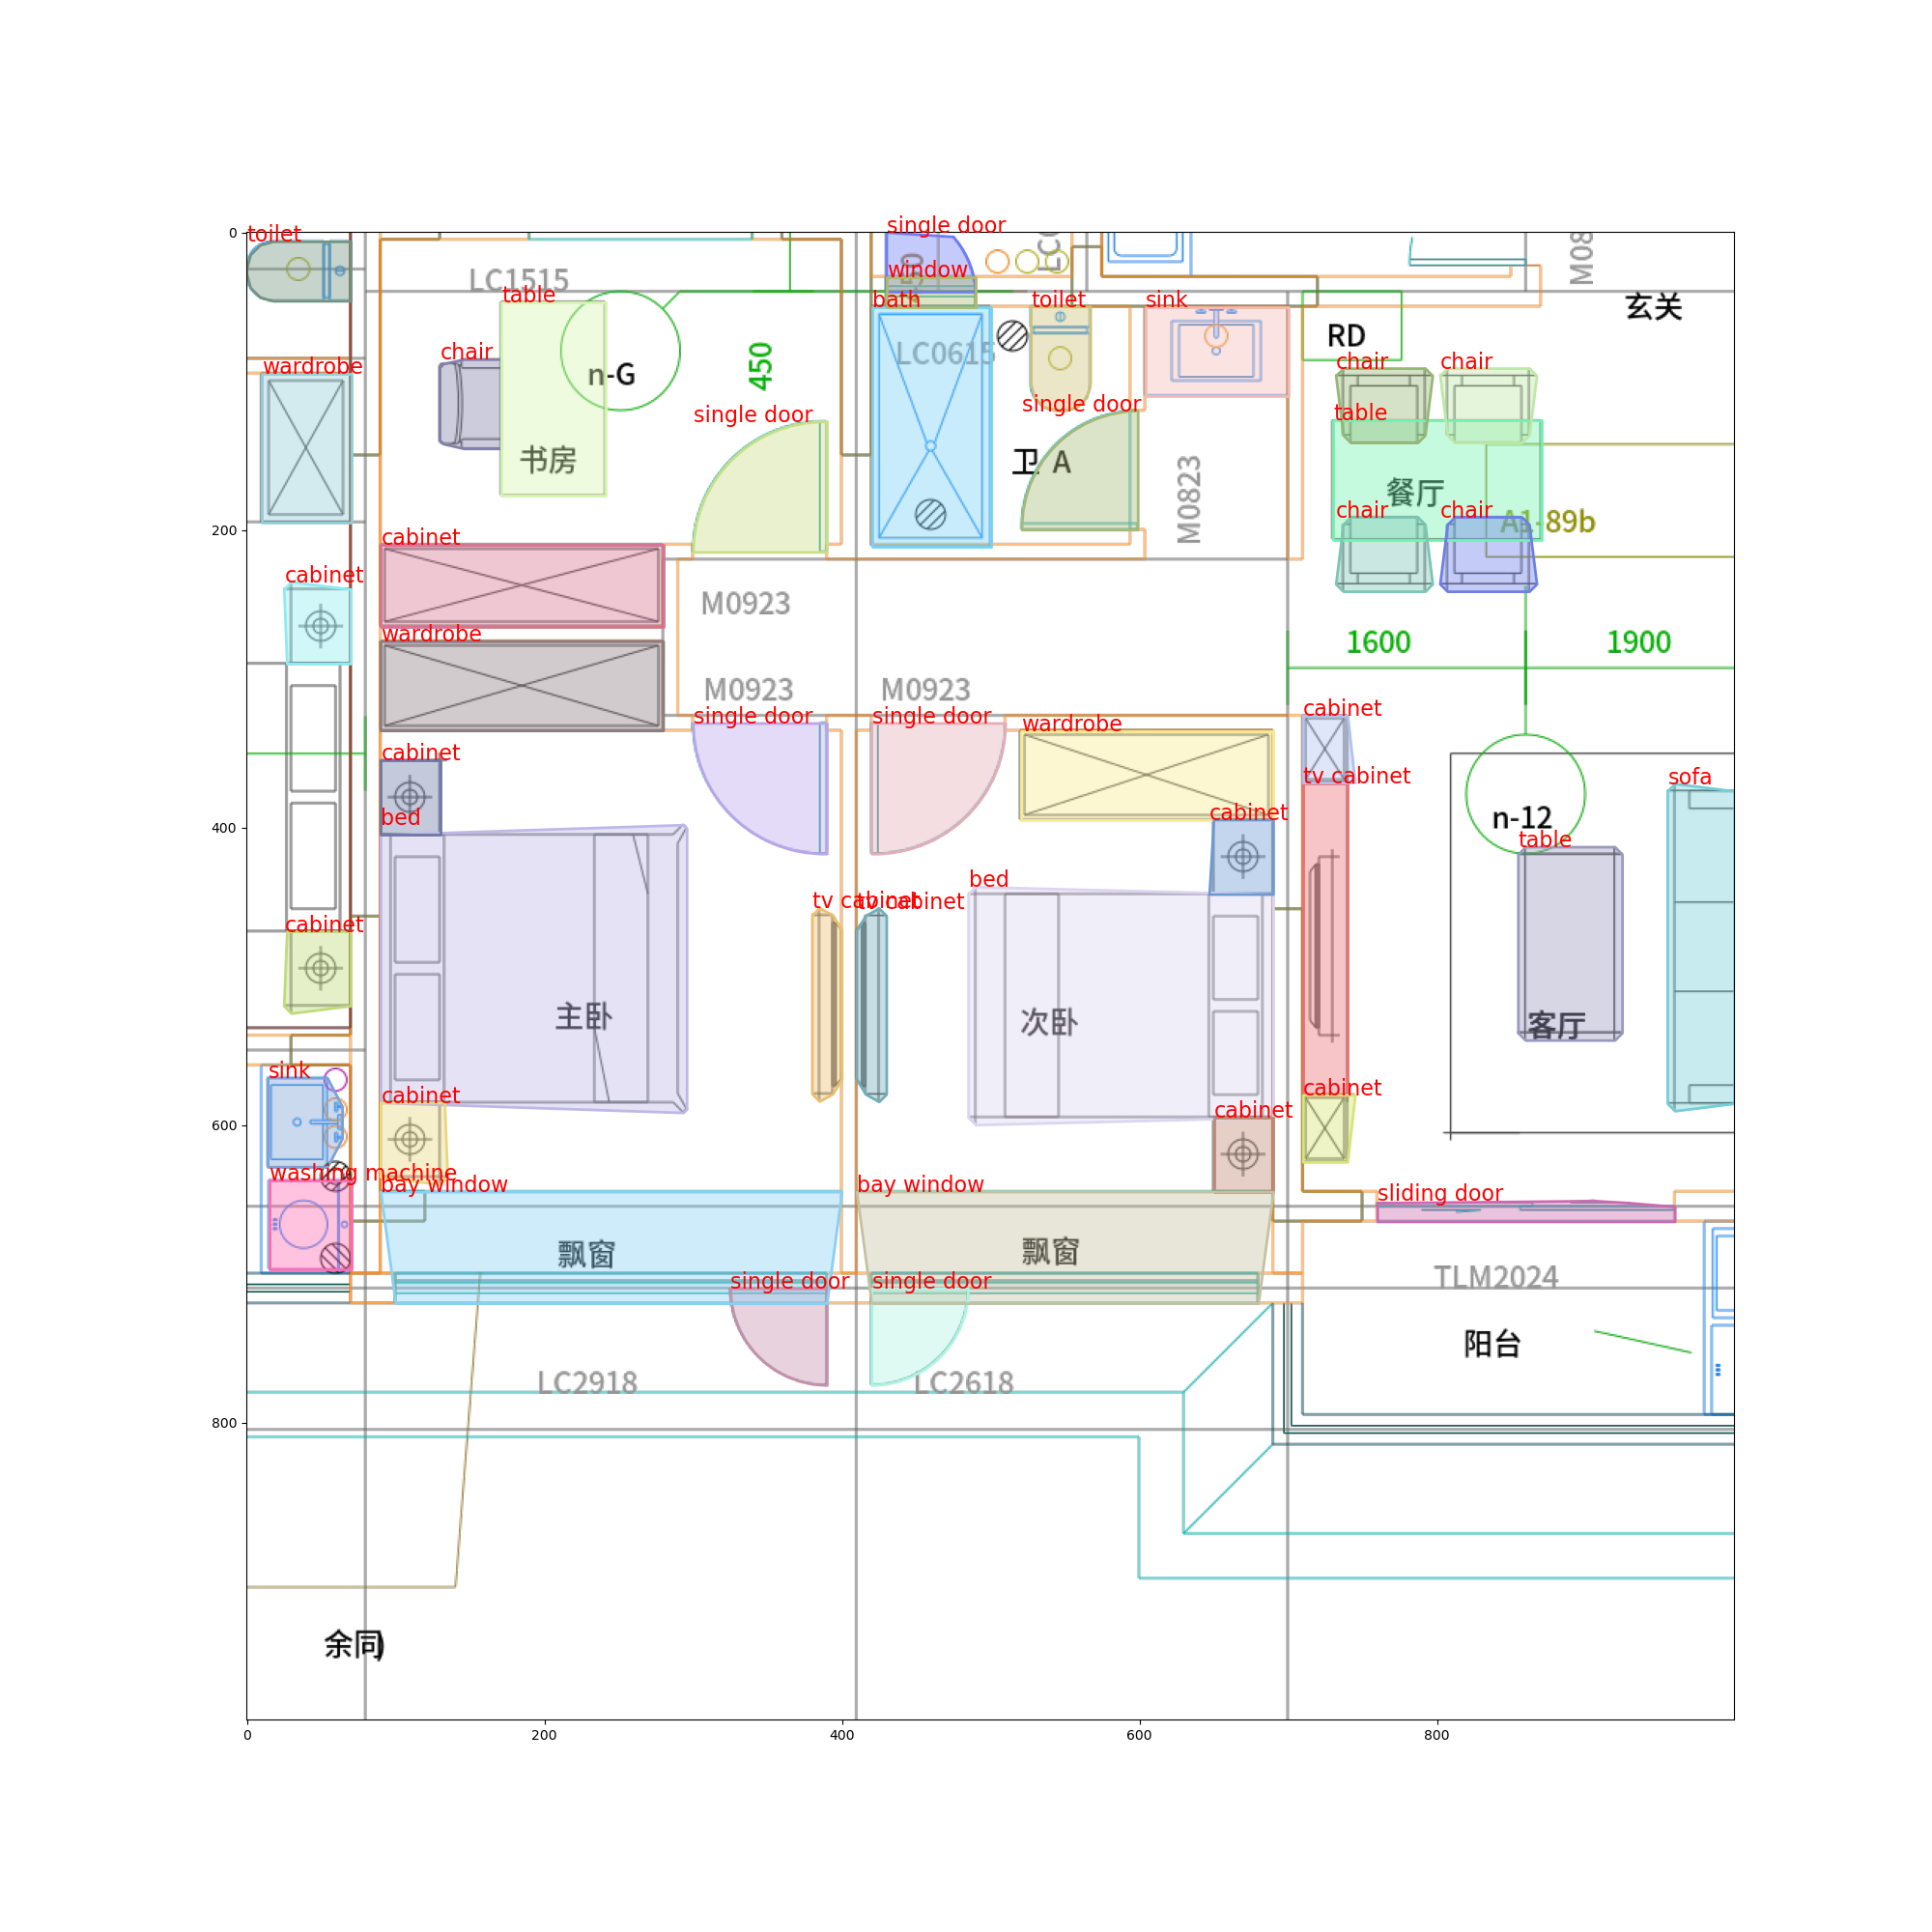 single door
toilet
M08
LC1515
window
table
bath
toilet
sink
玄关
RD
LC0615
450
chair
n-G
chair
chair
wardrobe
single door
single door
table
书房
卫 A
M0823
餐厅
chair
chair
A1-89b
cabinet
cabinet
M0923
wardrobe
1600
1900
M0923
M0923
cabinet
single door
single door
wardrobe
cabinet
tv cabinet
sofa
bed
cabinet
n-12
table
bed
tv cabinet
tv cabinet
cabinet
主卧
次卧
客厅
sink
cabinet
cabinet
cabinet
washing machine
bay window
bay window
sliding door
飘窗
飘窗
single door
single door
TLM2024
阳台
LC2918
LC2618
余同)
0
200
400
600
800
0
200
400
600
800